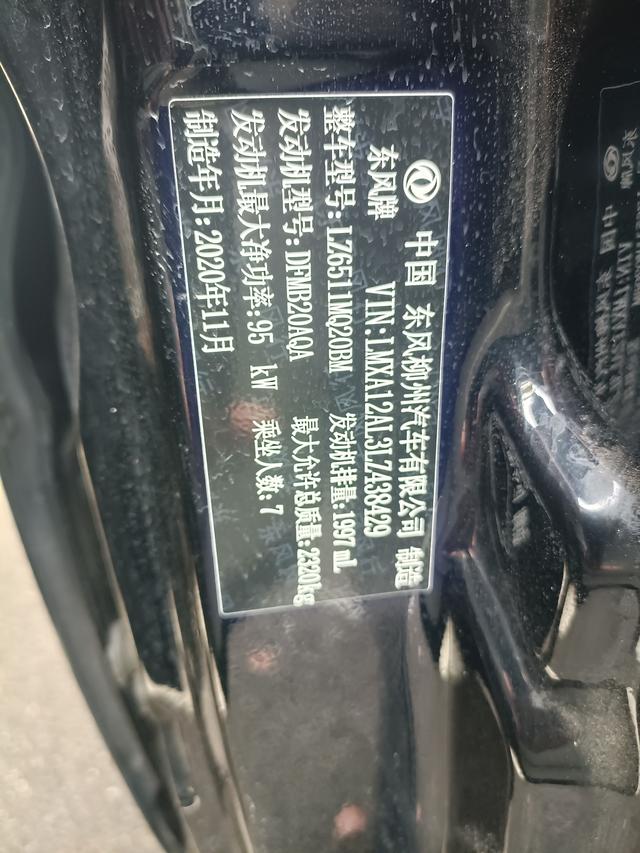 中国 东风柳州汽车有限公司 制造
东风牌 VIN:LMXA12AL3LZ438429
整车型号:LZ6511MQ20BM 发动机排量:1997 mL
发动机型号:DFMB20AQA 最大允许总质量:2320kg
发动机最大净功率:95 kW 乘坐人数:7
制造年月:2020年11月